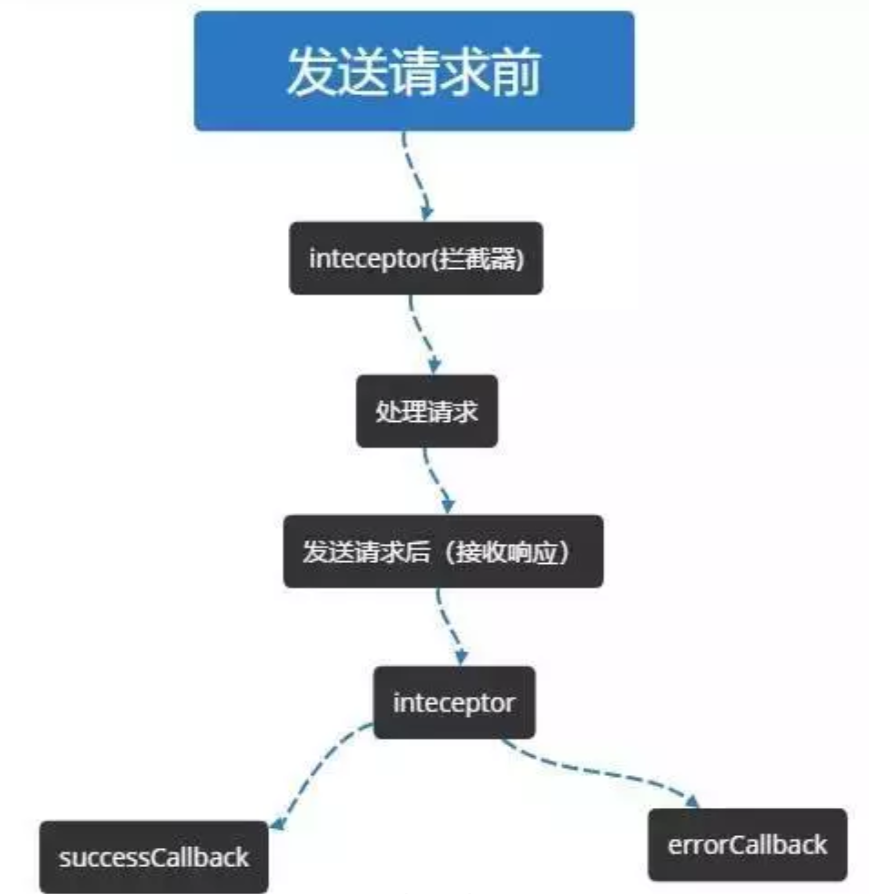 发送请求前
inteceptor(拦截器)
处理请求
发送请求后（接收响应）
inteceptor
successCallback
errorCallback